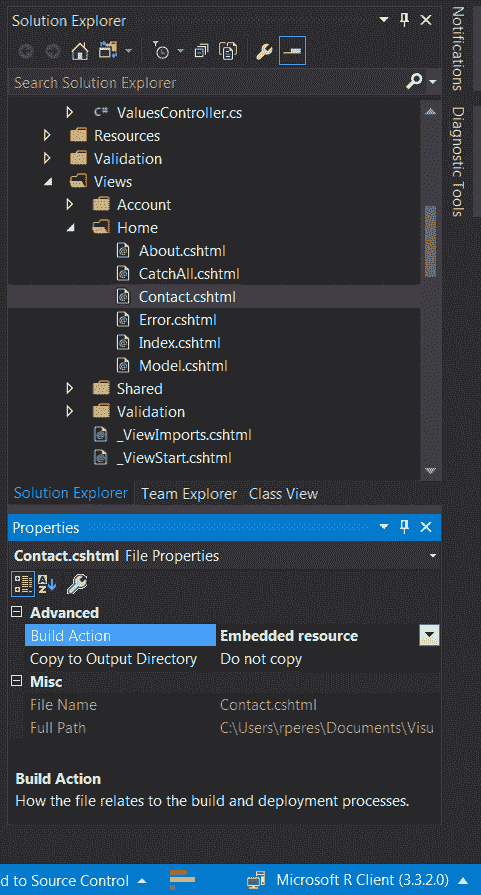 Solution Explorer
Search Solution Explorer
C# ValuesController.cs
Resources
Validation
Views
Account
Home
About.cshtml
CatchAll.cshtml
Contact.cshtml
Error.cshtml
Index.cshtml
Model.cshtml
Shared
Validation
_ViewImports.cshtml
_ViewStart.cshtml
Solution Explorer Team Explorer Class View
Notifications
Diagnostic Tools
Properties
Contact.cshtml File Properties
Advanced
Build Action Embedded resource
Copy to Output Directory Do not copy
Misc
File Name Contact.cshtml
Full Path C:\Users\rperes\Documents\Visu
Build Action
How the file relates to the build and deployment processes.
d to Source Control Microsoft R Client (3.3.2.0)